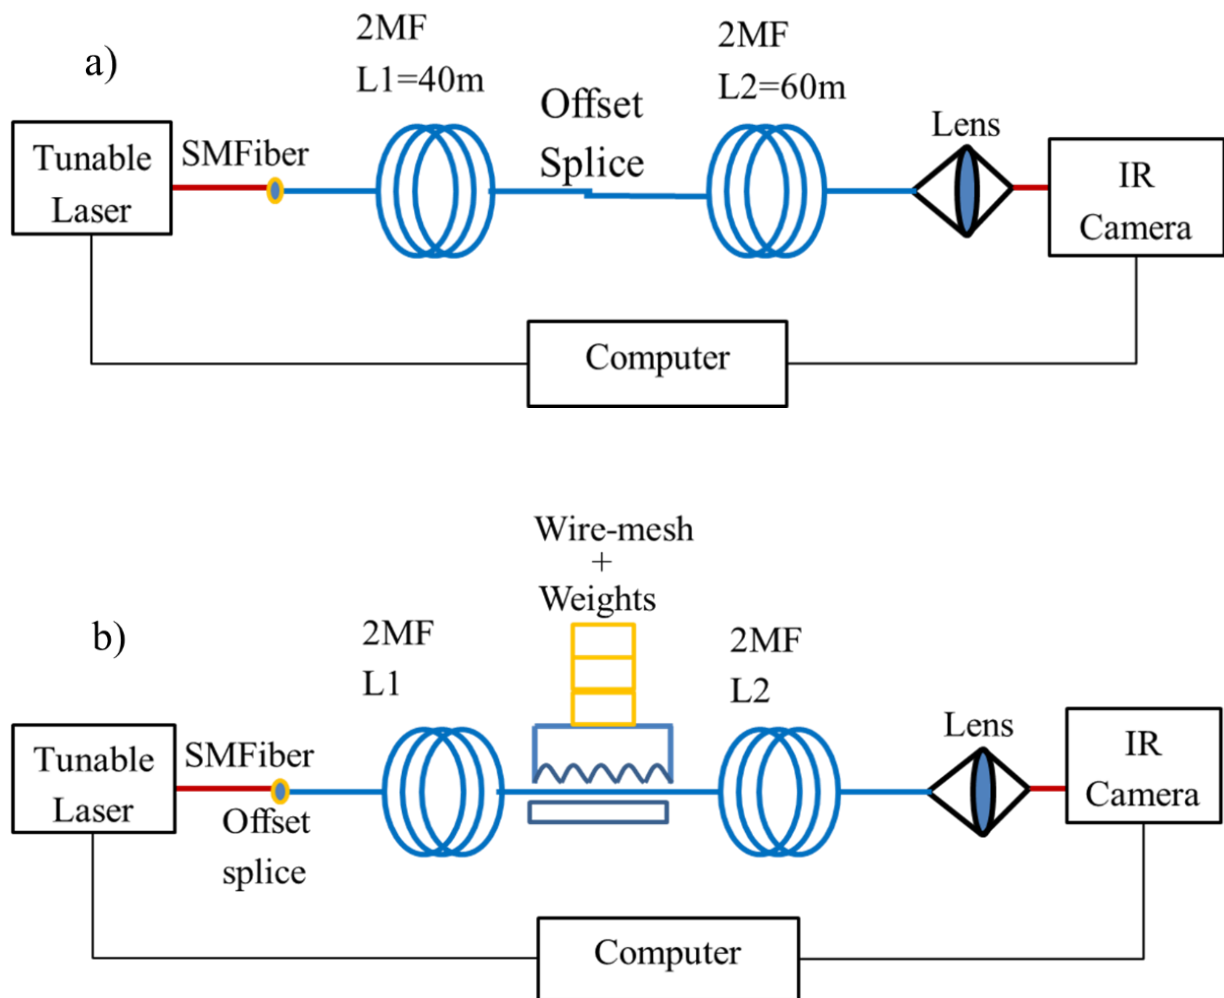 a)
2MF
L1=40m
Offset
Splice
2MF
L2=60m
Lens
Tunable
Laser
SMFiber
IR
Camera
Computer
b)
Wire-mesh
+
Weights
2MF
L1
2MF
L2
Lens
Tunable
Laser
SMFiber
Offset
splice
IR
Camera
Computer